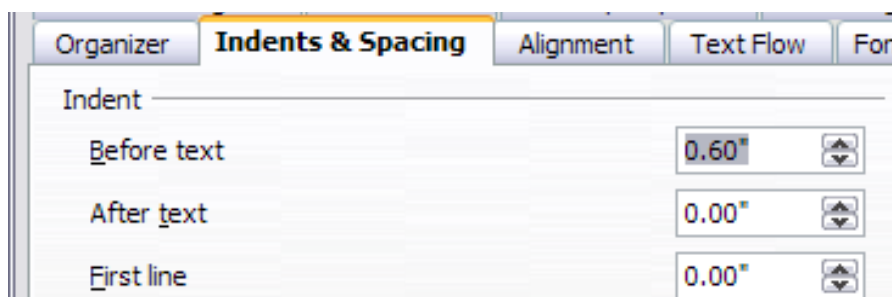 Organizer Indents & Spacing Alignment Text Flow
Indent
Before text 0.60"
After text 0.00"
First line 0.00"